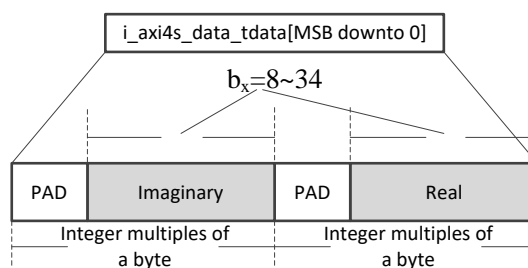 i_axi4s_data_tdata[MSB downto 0]
bx=8~34
PAD Imaginary PAD Real
Integer multiples of Integer multiples of
a byte a byte